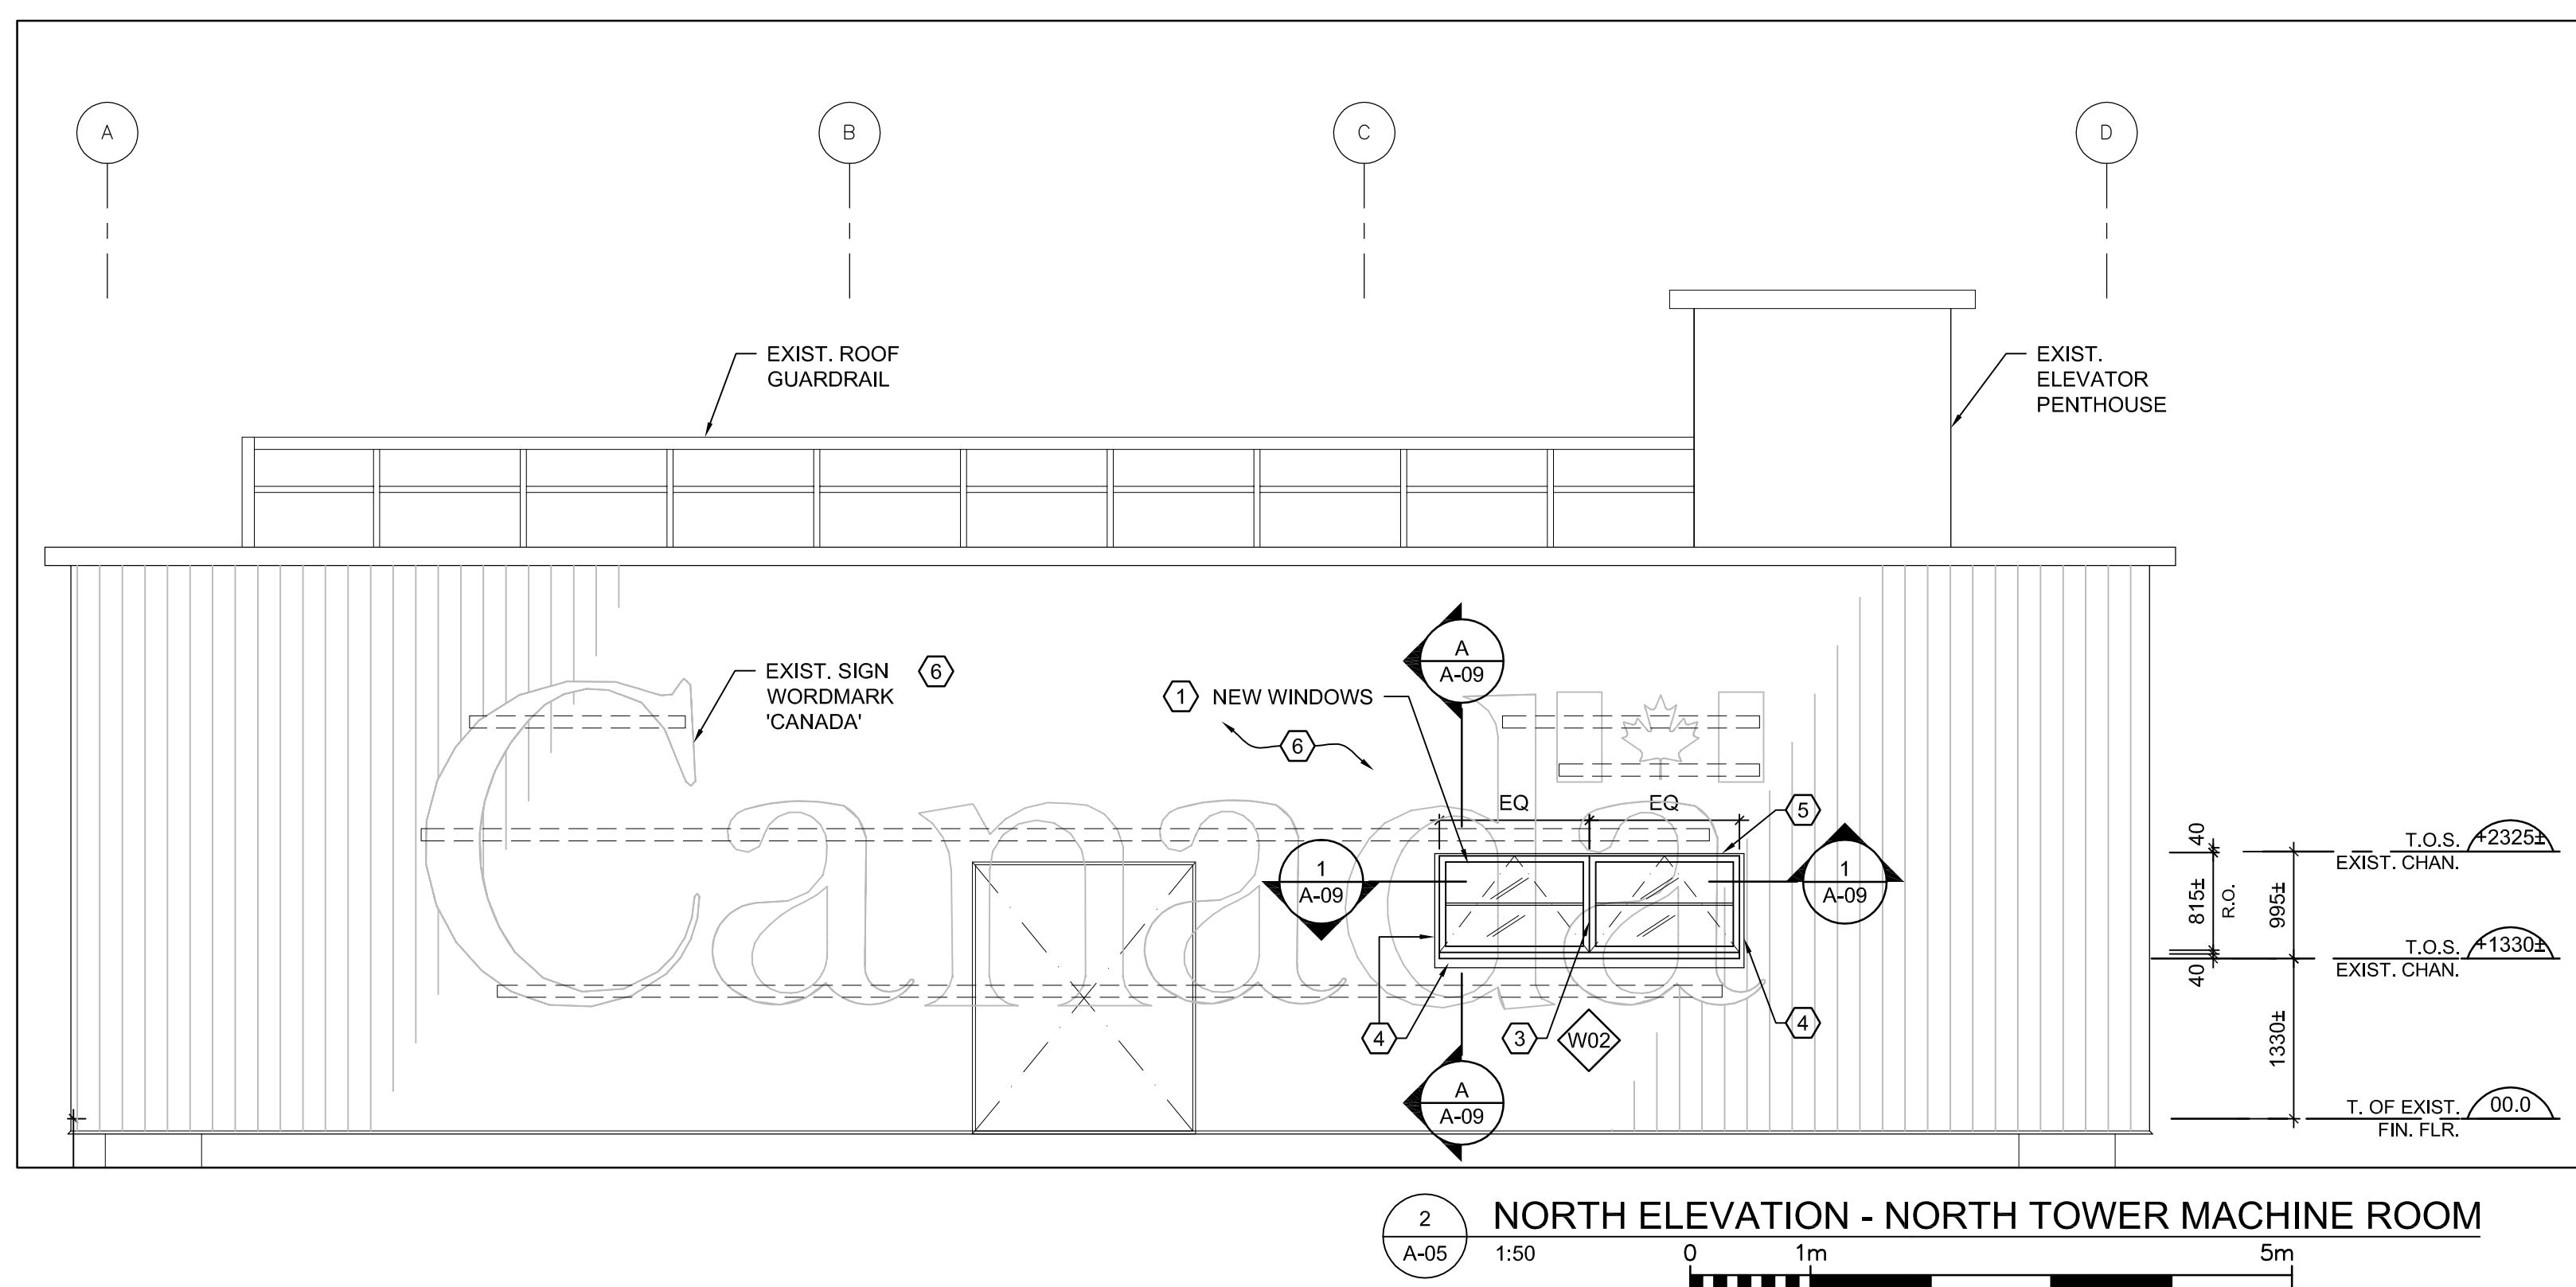 A
B
C
D
EXIST. ROOF
GUARDRAIL
EXIST.
ELEVATOR
PENTHOUSE
EXIST. SIGN
WORDMARK
'CANADA'
6
1
NEW WINDOWS
6
A
A-09
Canada
EQ
EQ
5
1
A-09
1
A-09
4
3
W02
4
A
A-09
40
815±
R.O.
40
995±
1330±
T.O.S.
EXIST. CHAN.
+2325±
T.O.S.
EXIST. CHAN.
+1330±
T. OF EXIST.
FIN. FLR.
00.0
2
A-05
NORTH ELEVATION - NORTH TOWER MACHINE ROOM
1:50
0
1m
5m